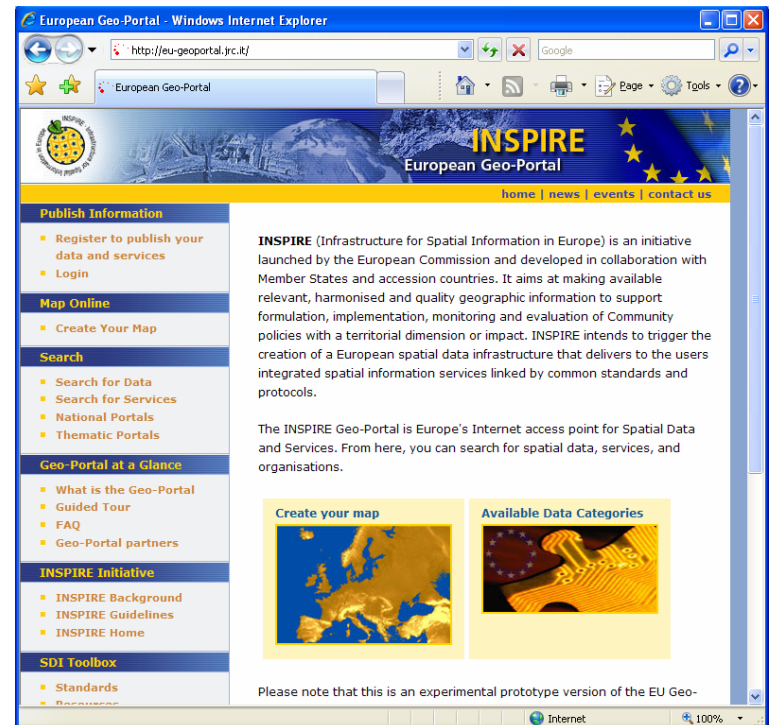 European Geo-Portal - Windows Internet Explorer
http://eu-geoportal.jrc.it/
Google
European Geo-Portal
Page
Tools
INSPIRE
European Geo-Portal
home | news | events | contact us
Publish Information
Register to publish your
data and services
Login
Map Online
Create Your Map
Search
Search for Data
Search for Services
National Portals
Thematic Portals
Geo-Portal at a Glance
What is the Geo-Portal
Guided Tour
FAQ
Geo-Portal partners
INSPIRE Initiative
INSPIRE Background
INSPIRE Guidelines
INSPIRE Home
SDI Toolbox
Standards
Resources
INSPIRE (Infrastructure for Spatial Information in Europe) is an initiative
launched by the European Commission and developed in collaboration with
Member States and accession countries. It aims at making available
relevant, harmonised and quality geographic information to support
formulation, implementation, monitoring and evaluation of Community
policies with a territorial dimension or impact. INSPIRE intends to trigger the
creation of a European spatial data infrastructure that delivers to the users
integrated spatial information services linked by common standards and
protocols.
The INSPIRE Geo-Portal is Europe's Internet access point for Spatial Data
and Services. From here, you can search for spatial data, services, and
organisations.
Create your map
Available Data Categories
Please note that this is an experimental prototype version of the EU Geo-
Internet
100%